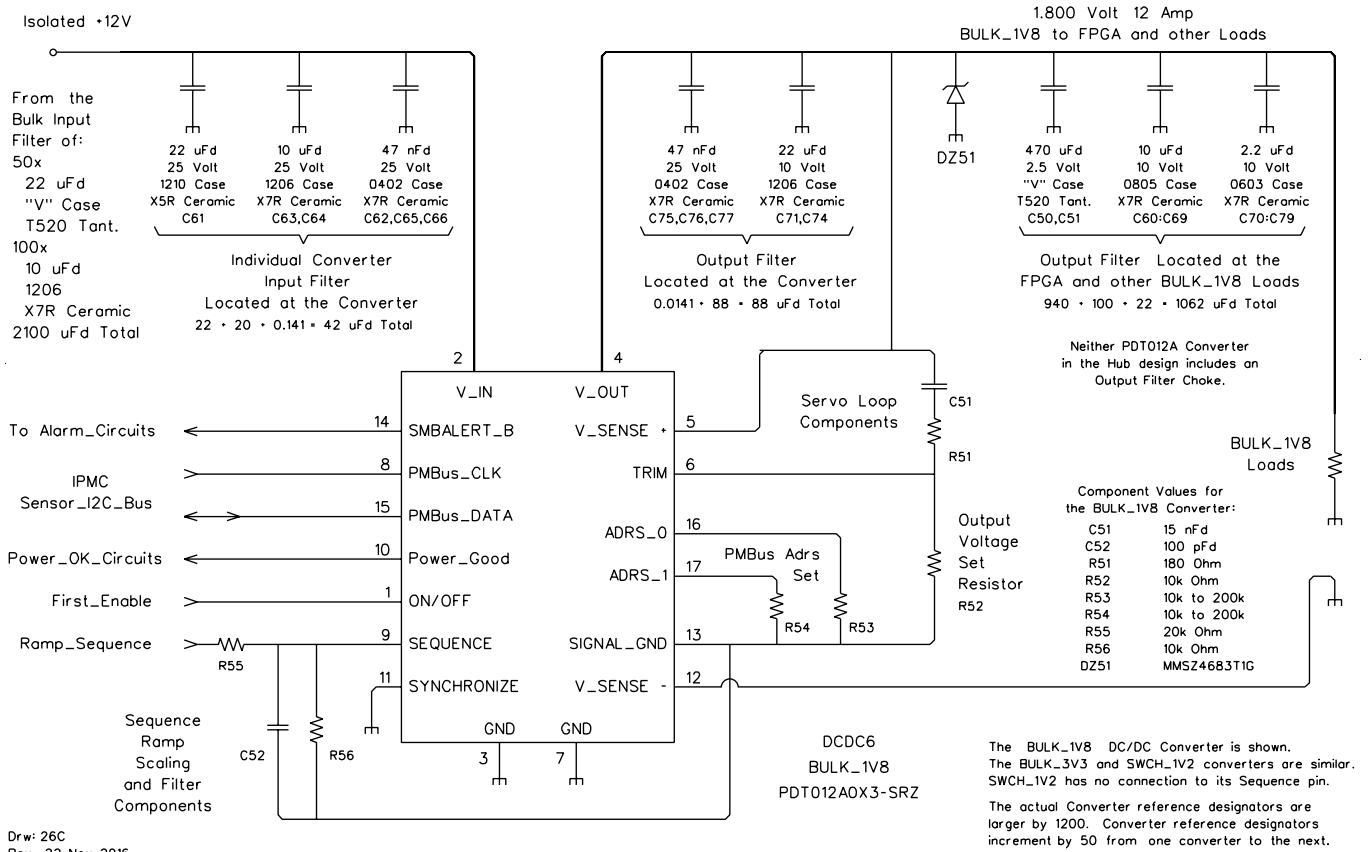 Isolated +12V
1.800 Volt 12 Amp
BULK_1V8 to FPGA and other Loads
From the
Bulk Input
Filter of:
50x
22 uFd
"V" Case
T520 Tant.
100x
10 uFd
1206
X7R Ceramic
2100 uFd Total
22 uFd
25 Volt
1210 Case
X5R Ceramic
C61
10 uFd
25 Volt
1206 Case
X7R Ceramic
C63,C64
47 nFd
25 Volt
0402 Case
X7R Ceramic
C62,C65,C66
Individual Converter
Input Filter
Located at the Converter
22 + 20 + 0.141 = 42 uFd Total
47 nFd
25 Volt
0402 Case
X7R Ceramic
C75,C76,C77
22 uFd
10 Volt
1206 Case
X7R Ceramic
C71,C74
Output Filter
Located at the Converter
0.0141 + 88 = 88 uFd Total
DZ51
470 uFd
2.5 Volt
"V" Case
T520 Tant.
C50,C51
10 uFd
10 Volt
0805 Case
X7R Ceramic
C60:C69
2.2 uFd
10 Volt
0603 Case
X7R Ceramic
C70:C79
Output Filter Located at the
FPGA and other BULK_1V8 Loads
940 + 100 + 22 = 1062 uFd Total
Neither PDT012A Converter
in the Hub design includes an
Output Filter Choke.
2
4
V_IN
V_OUT
To Alarm_Circuits
14
SMBALERT_B
V_SENSE +
5
IPMC
Sensor_I2C_Bus
8
PMBus_CLK
TRIM
6
15
PMBus_DATA
ADRS_0
16
Power_OK_Circuits
10
Power_Good
ADRS_1
17
First_Enable
1
ON/OFF
Ramp_Sequence
R55
9
SEQUENCE
SIGNAL_GND
13
11
SYNCHRONIZE
V_SENSE -
12
GND
GND
3
7
Servo Loop
Components
C51
R51
PMBus Adrs
Set
R54
R53
Output
Voltage
Set
Resistor
R52
BULK_1V8
Loads
Component Values for
the BULK_1V8 Converter:
C51 15 nFd
C52 100 pFd
R51 180 Ohm
R52 10k Ohm
R53 10k to 200k
R54 10k to 200k
R55 20k Ohm
R56 10k Ohm
DZ51 MMSZ4683T1G
Sequence
Ramp
Scaling
and Filter
Components
C52
R56
DCDC6
BULK_1V8
PDT012A0X3-SRZ
The BULK_1V8 DC/DC Converter is shown.
The BULK_3V3 and SWCH_1V2 converters are similar.
SWCH_1V2 has no connection to its Sequence pin.
The actual Converter reference designators are
larger by 1200. Converter reference designators
increment by 50 from one converter to the next.
Drw: 26C